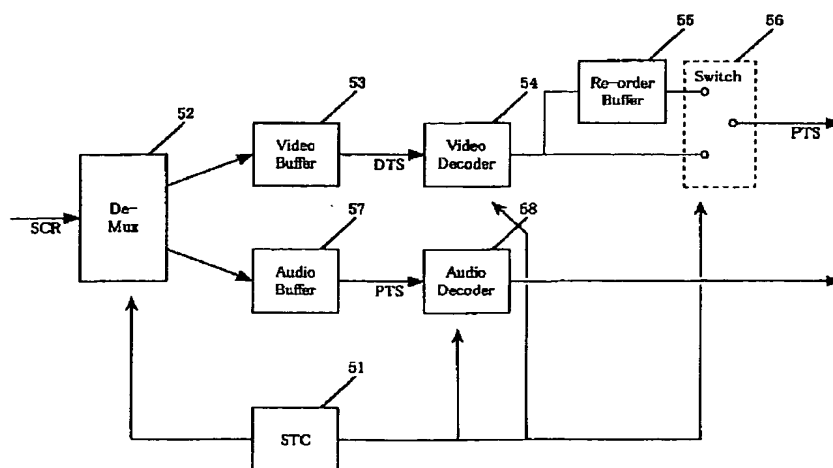 55
56
53
54
52
Switch
Re-order
Buffer
Video
Buffer
Video
Decoder
PTS
DTS
De-
Mux
SCR
57
58
Audio
Buffer
Audio
Decoder
PTS
51
STC